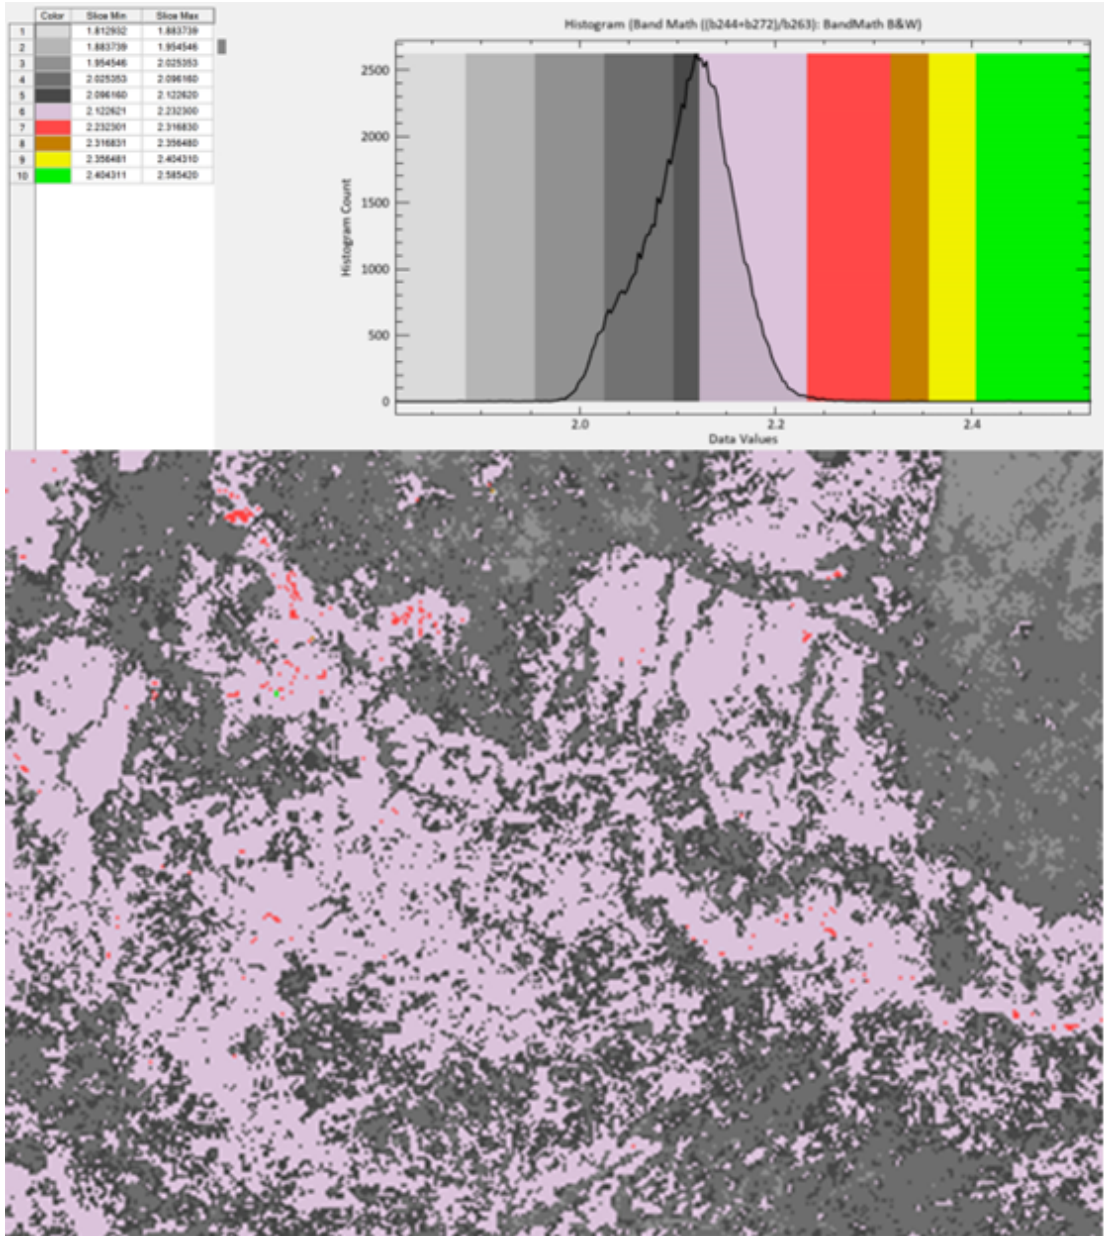 Color Slice Min Slice Max
1 1.812932 1.883739
2 1.883739 1.954546
3 1.954546 2.025353
4 2.025353 2.096160
5 2.096160 2.122620
6 2.122621 2.232300
7 2.232301 2.316830
8 2.316831 2.356480
9 2.356481 2.404310
10 2.404311 2.585420
Histogram (Band Math ((b244+b272)/b263): BandMath B&W)
2500
2000
1500
1000
500
0
Histogram Count
2.0 2.2 2.4
Data Values